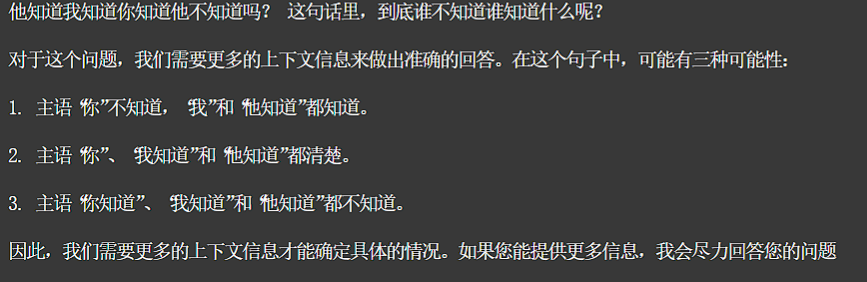 他知道我知道你知道他不知道吗？ 这句话里，到底谁不知道谁知道什么呢？
对于这个问题，我们需要更多的上下文信息来做出准确的回答。在这个句子中，可能有三种可能性：
1. 主语“你”不知道，“我”和“他知道”都知道。
2. 主语“你”、“我知道”和“他知道”都清楚。
3. 主语“你知道”、“我知道”和“他知道”都不知道。
因此，我们需要更多的上下文信息才能确定具体的情况。如果您能提供更多信息，我会尽力回答您的问题